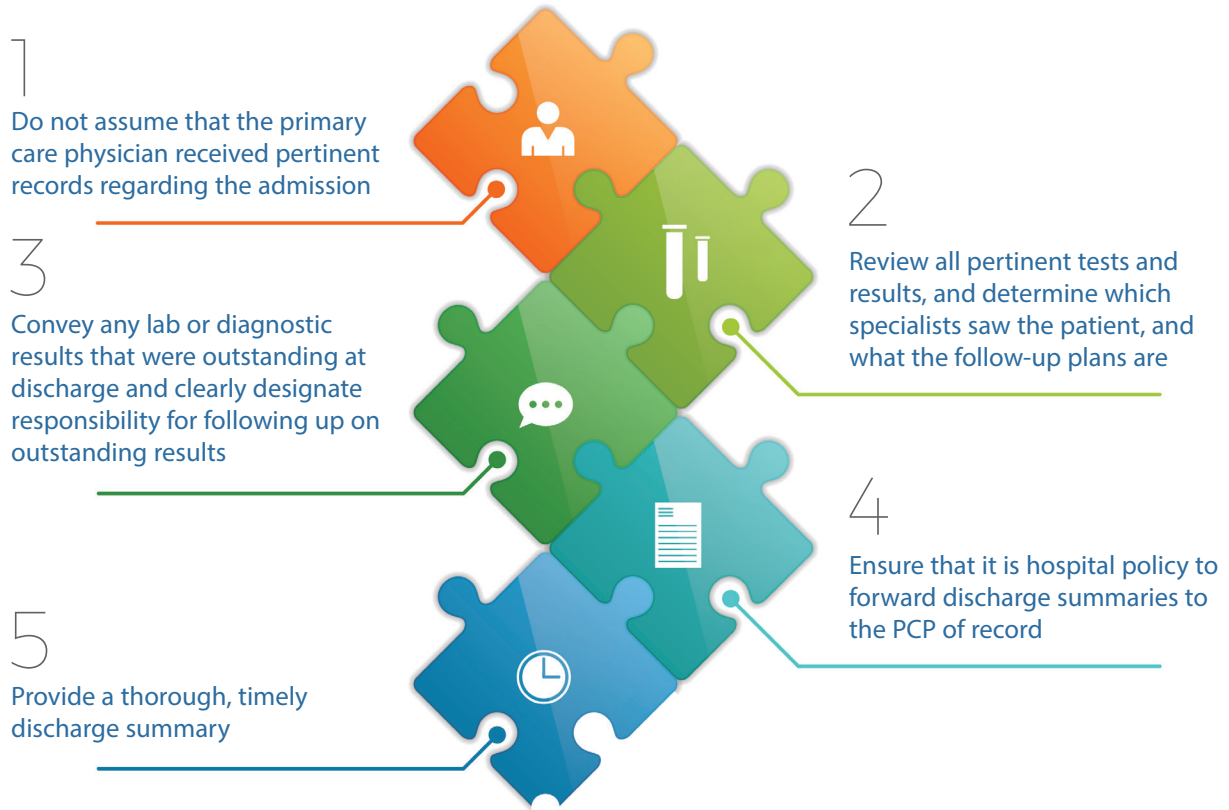 1
Do not assume that the primary
care physician received pertinent
records regarding the admission
2
Review all pertinent tests and
results, and determine which
specialists saw the patient, and
what the follow-up plans are
3
Convey any lab or diagnostic
results that were outstanding at
discharge and clearly designate
responsibility for following up on
outstanding results
4
Ensure that it is hospital policy to
forward discharge summaries to
the PCP of record
5
Provide a thorough, timely
discharge summary